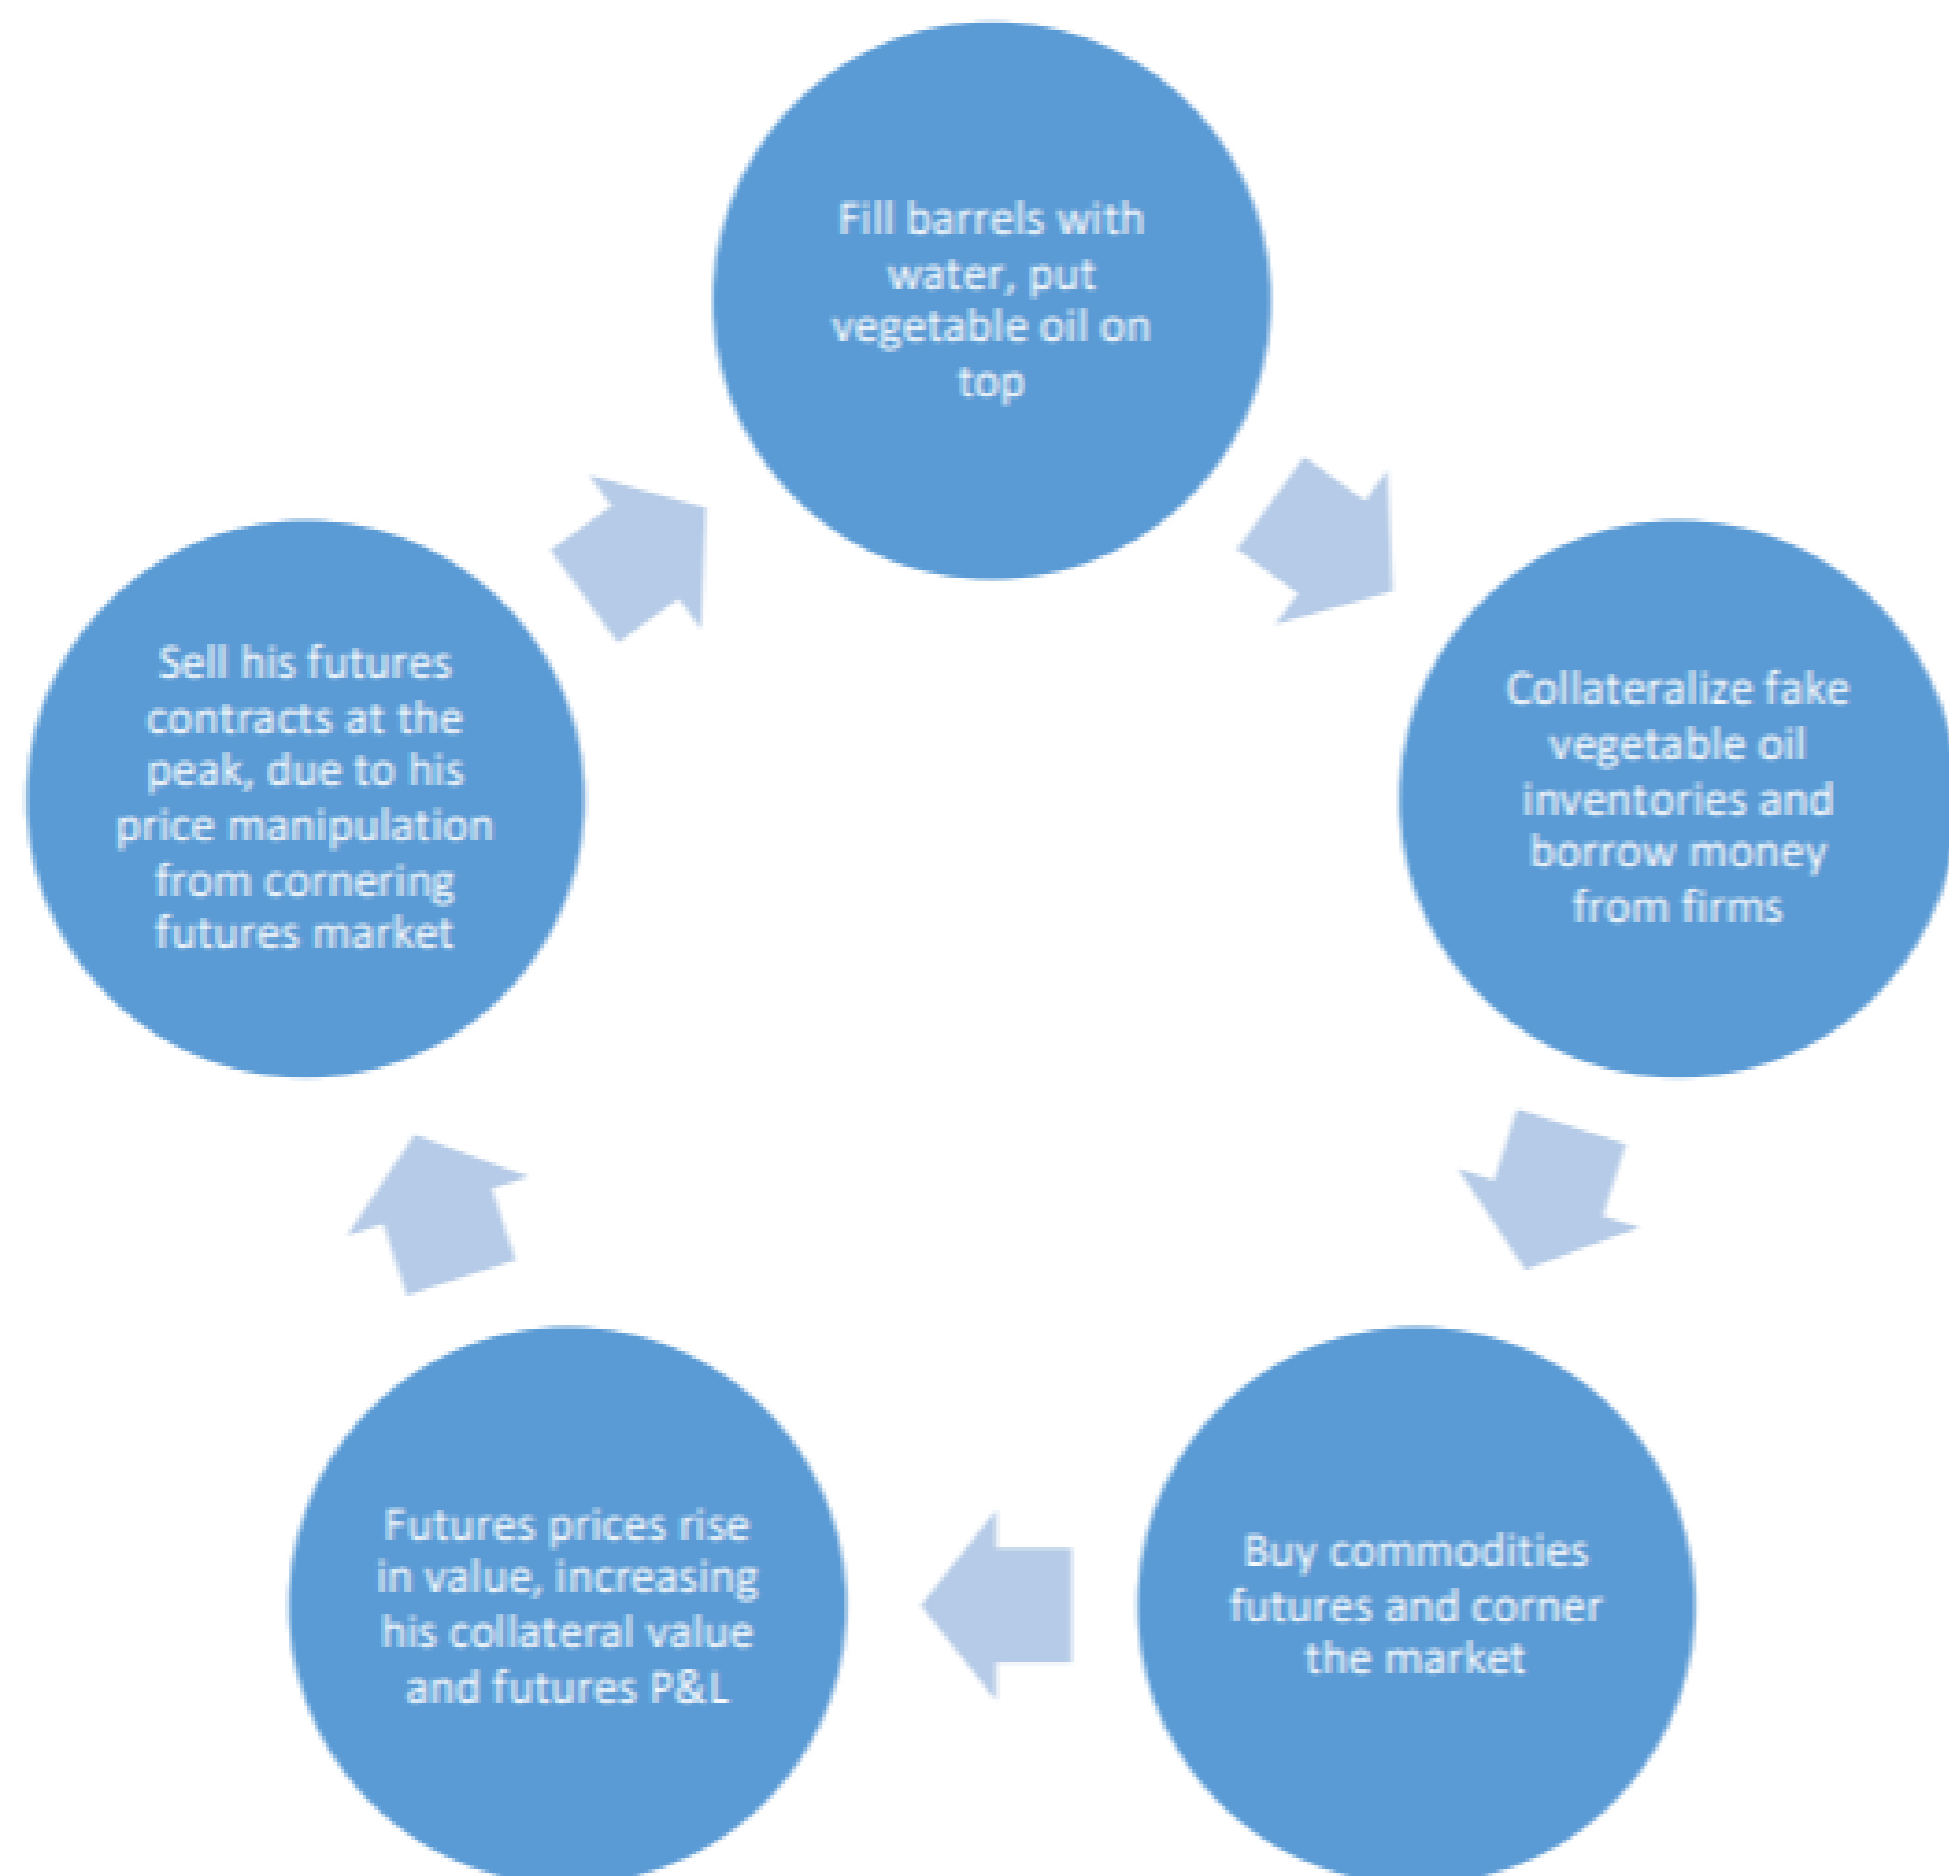 Fill barrels with
water, put
vegetable oil on
top
Collateralize fake
vegetable oil
inventories and
borrow money
from firms
Buy commodities
futures and corner
the market
Futures prices rise
in value, increasing
his collateral value
and futures P&L
Sell his futures
contracts at the
peak, due to his
price manipulation
from cornering
futures market